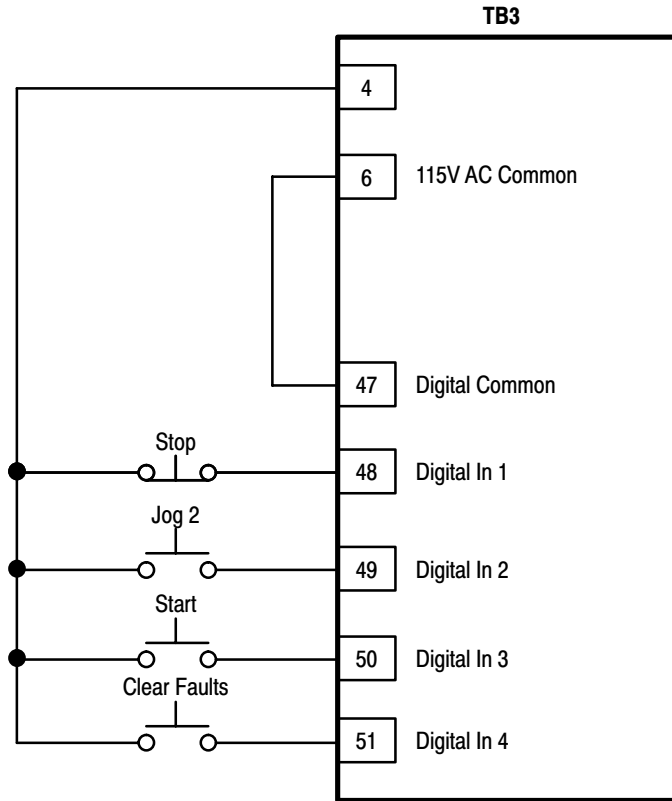 TB3
4
6 115V AC Common
47 Digital Common
Stop
48 Digital In 1
Jog 2
49 Digital In 2
Start
50 Digital In 3
Clear Faults
51 Digital In 4